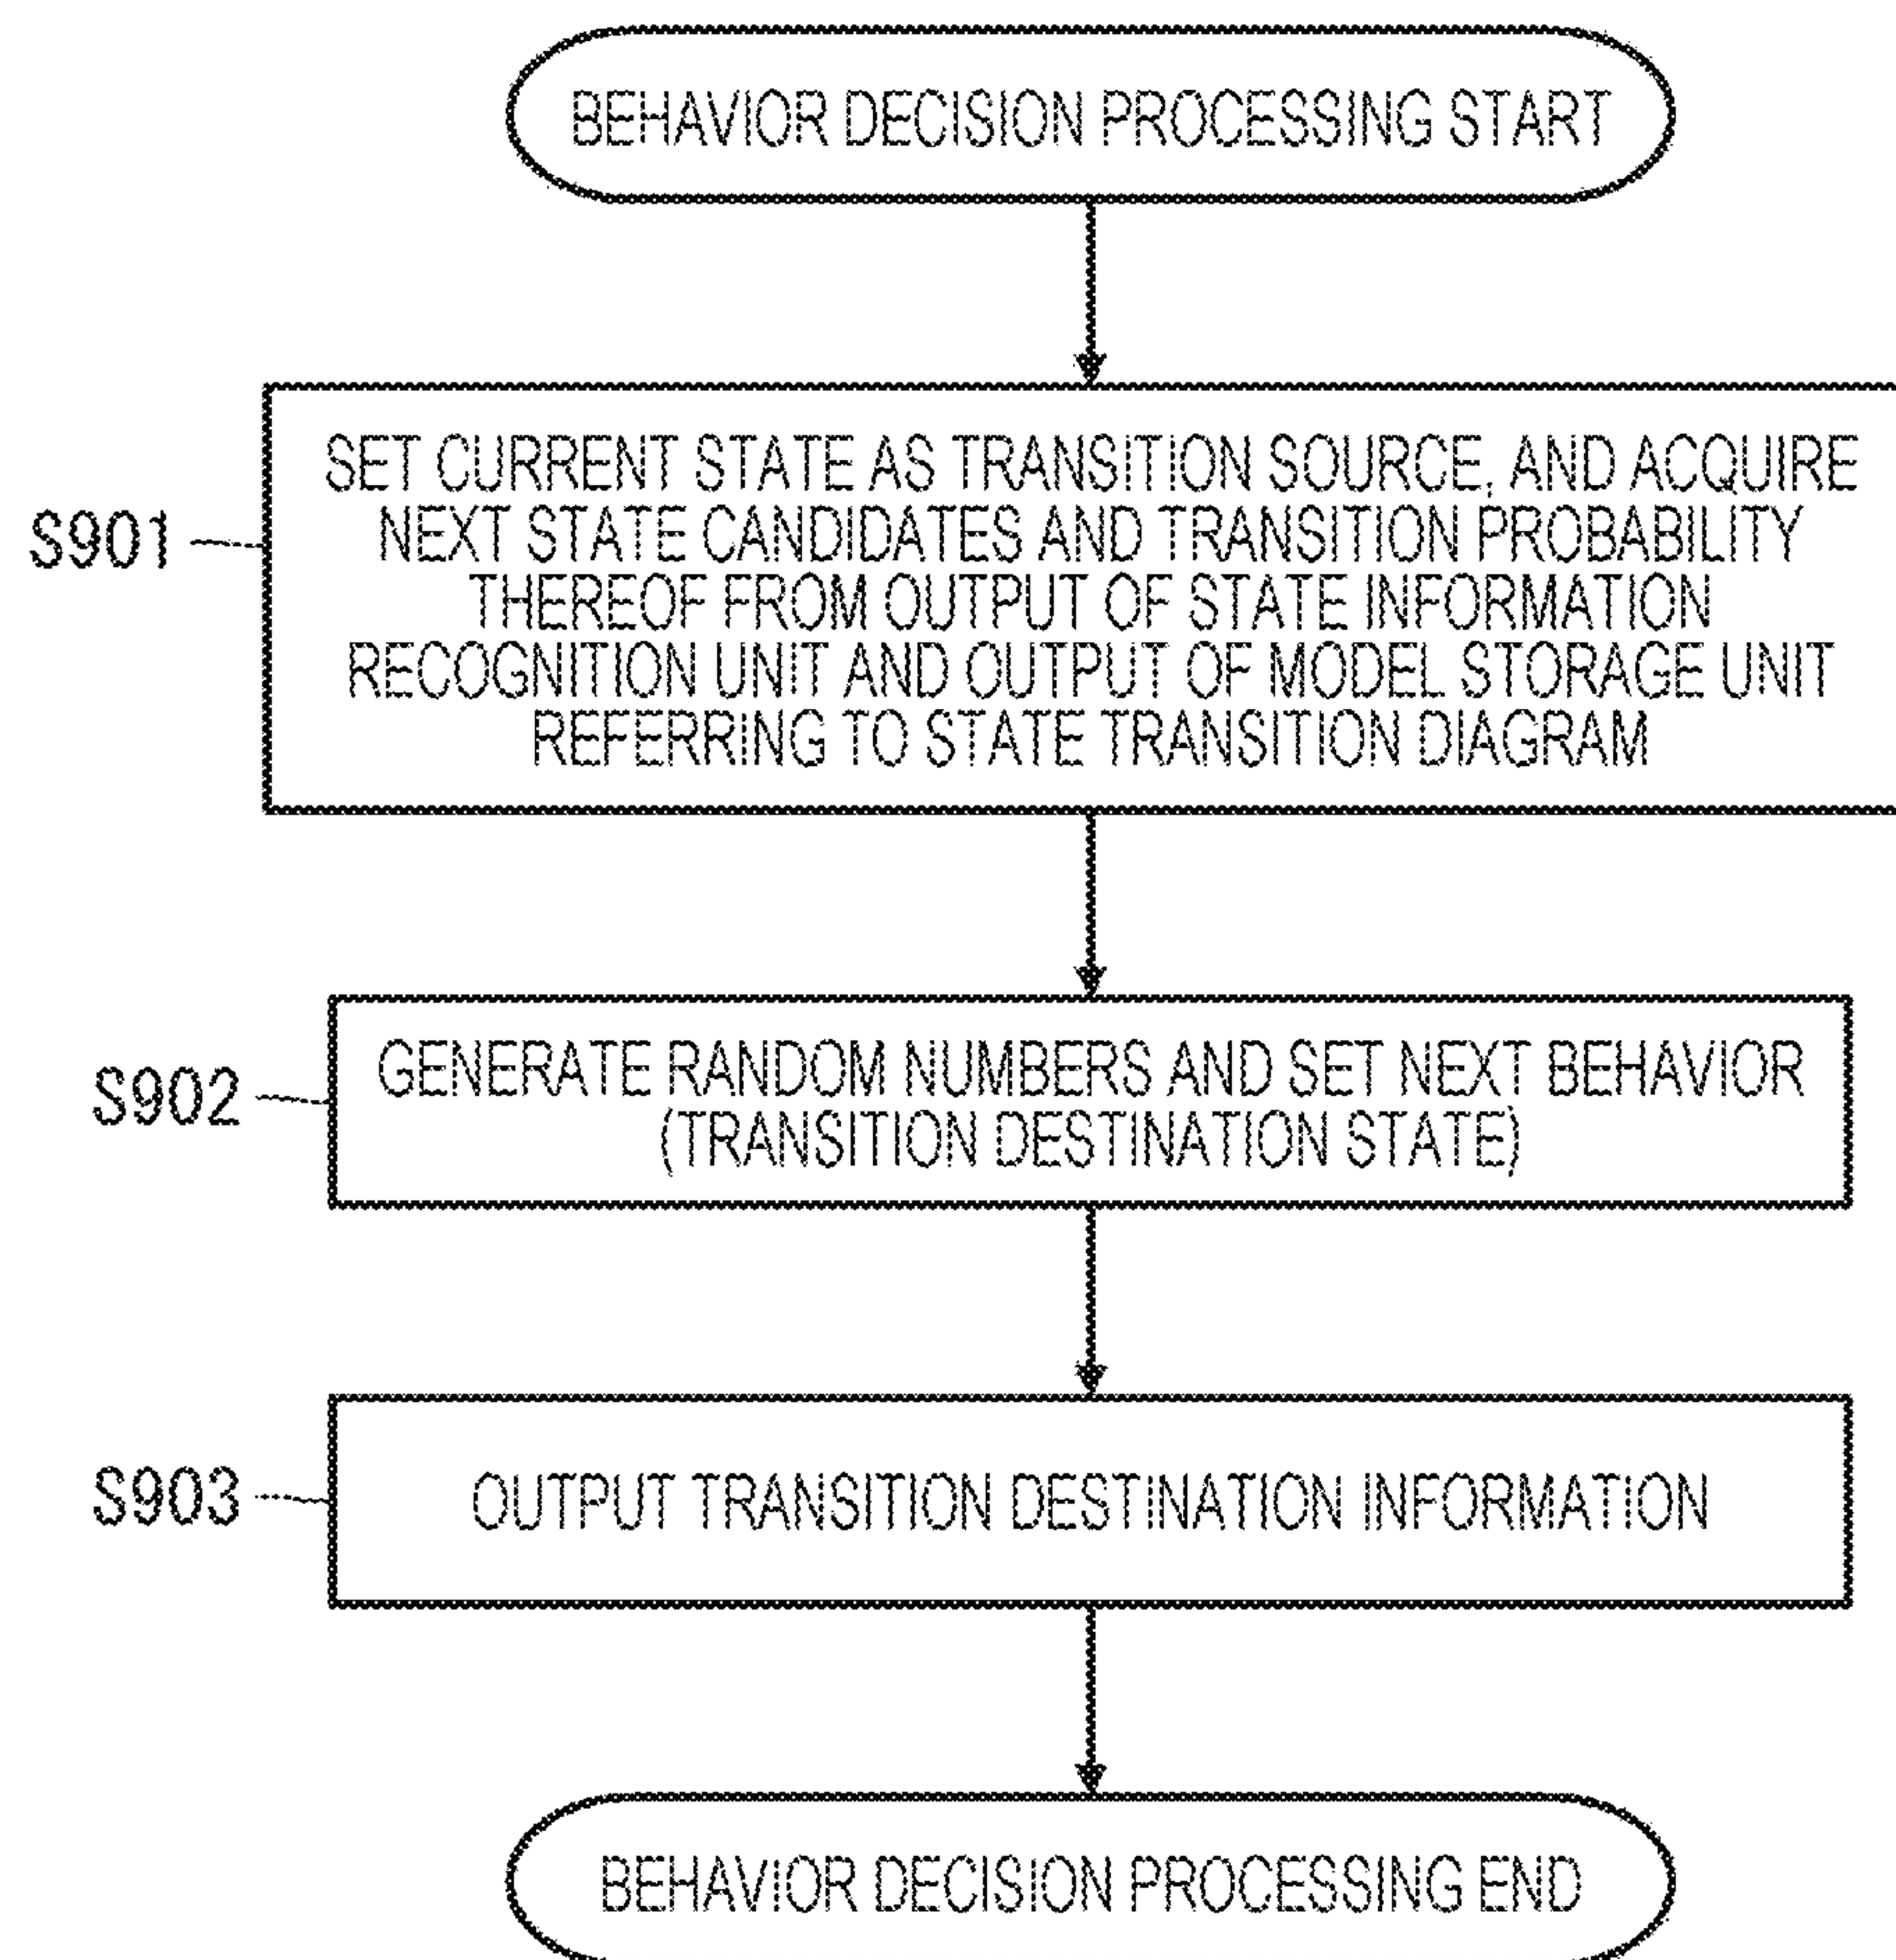 BEHAVIOR DECISION PROCESSING START
S901
SET CURRENT STATE AS TRANSITION SOURCE, AND ACQUIRE
NEXT STATE CANDIDATES AND TRANSITION PROBABILITY
THEREOF FROM OUTPUT OF STATE INFORMATION
RECOGNITION UNIT AND OUTPUT OF MODEL STORAGE UNIT
REFERRING TO STATE TRANSITION DIAGRAM
S902
GENERATE RANDOM NUMBERS AND SET NEXT BEHAVIOR
(TRANSITION DESTINATION STATE)
S903
OUTPUT TRANSITION DESTINATION INFORMATION
BEHAVIOR DECISION PROCESSING END